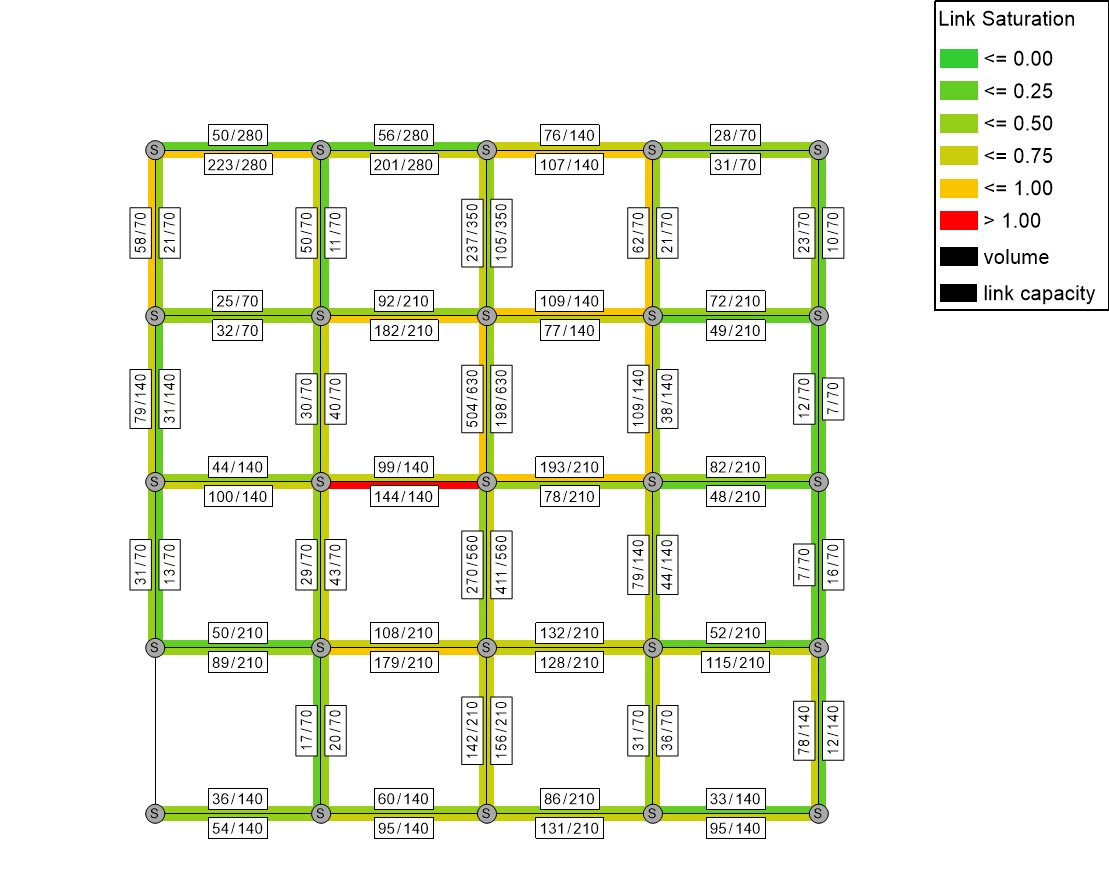 Link Saturation
<= 0.00
<= 0.25
<= 0.50
<= 0.75
<= 1.00
> 1.00
volume
link capacity
50/280 56/280 76/140 28/70
S S S S S
223/280 201/280 107/140 31/70
58/70 21/70 50/70 11/70 237/350 105/350 62/70 21/70 23/70 10/70
25/70 92/210 109/140 72/210
S S S S S
32/70 182/210 77/140 49/210
79/140 31/140 30/70 40/70 504/630 198/630 109/140 38/140 12/70 7/70
44/140 99/140 193/210 82/210
S S S S S
100/140 144/140 78/210 48/210
31/70 13/70 29/70 43/70 270/560 411/560 79/140 44/140 7/70 16/70
50/210 108/210 132/210 52/210
S S S S S
89/210 179/210 128/210 115/210
17/70 20/70 142/210 156/210 31/70 36/70 78/140 12/140
36/140 60/140 86/210 33/140
S S S S S
54/140 95/140 131/210 95/140